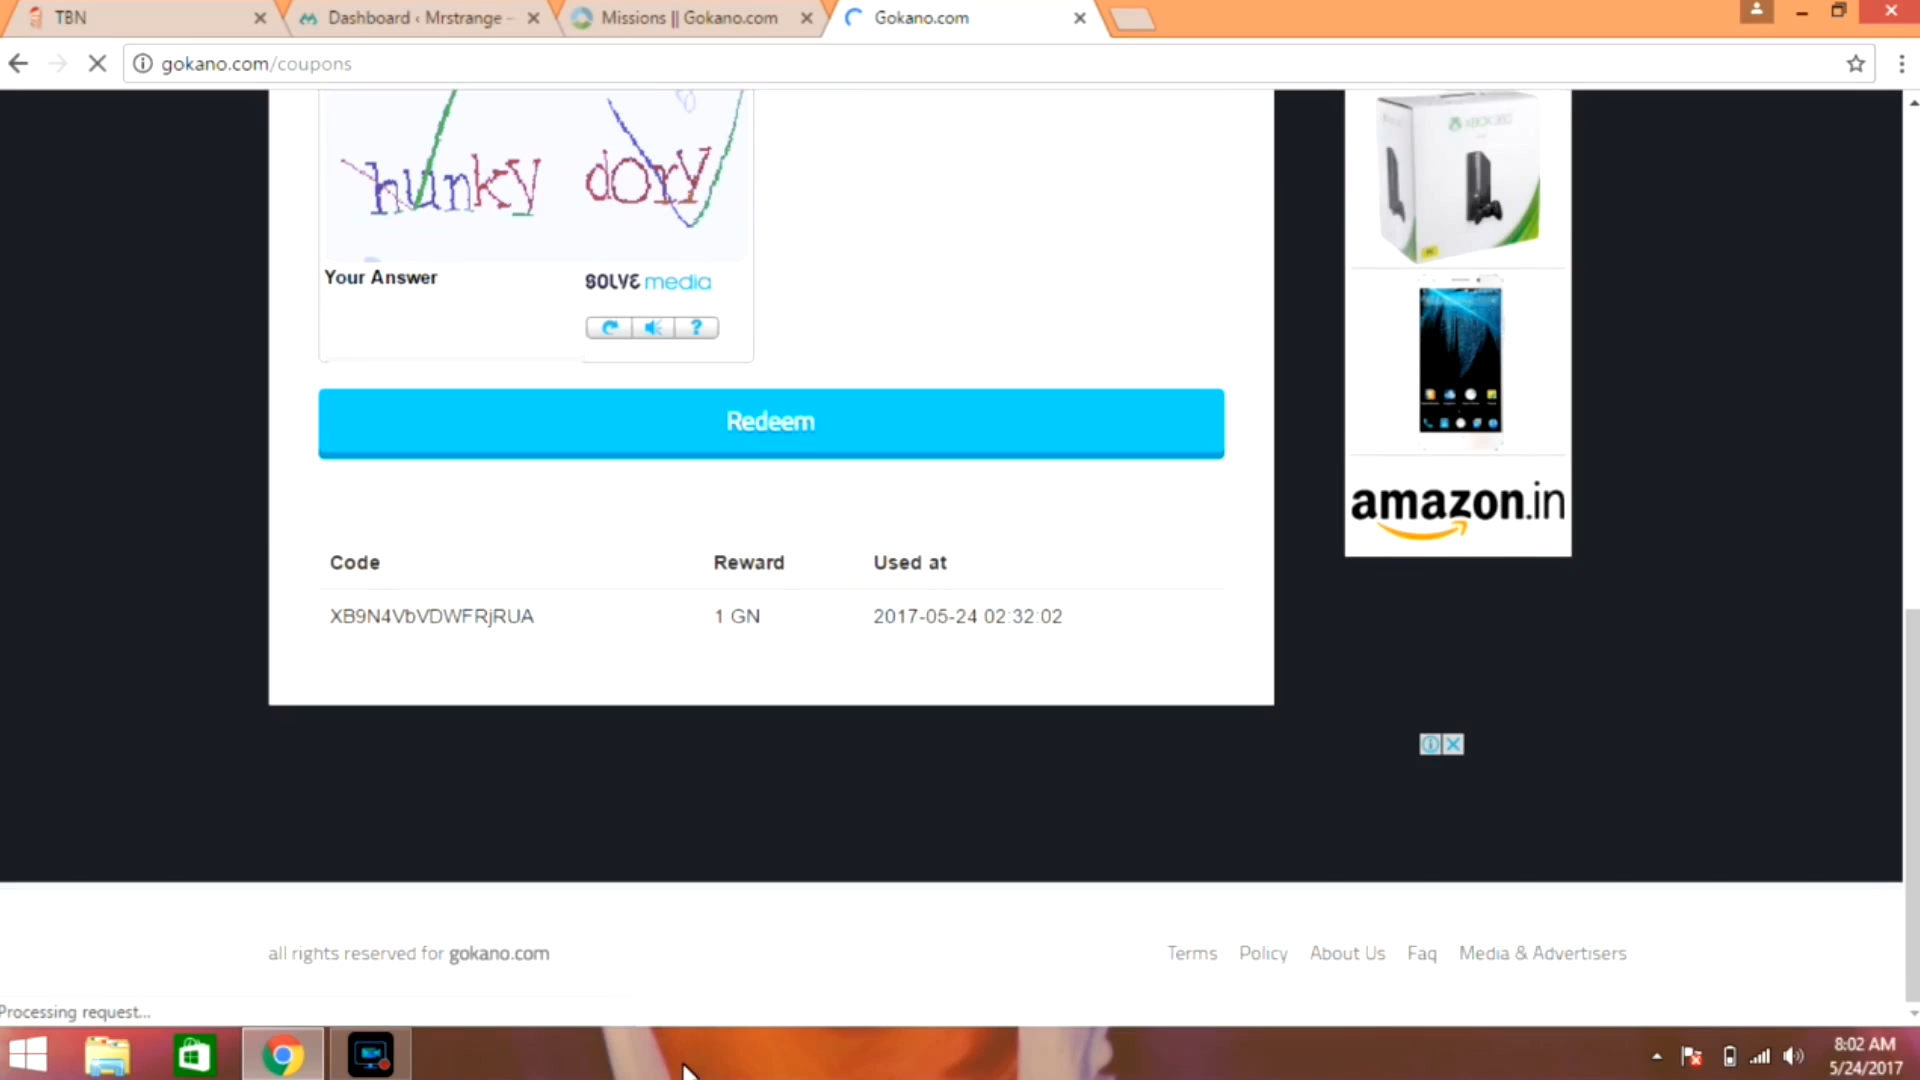 TBN
Dashboard ‹ Mrstrange –
Missions || Gokano.com
Gokano.com
gokano.com/coupons
hunky dory
Your Answer
SOLVE media
?
Redeem
Code Reward Used at
XB9N4VbVDWFRjRUA 1 GN 2017-05-24 02:32:02
XBOX 360
amazon.in
all rights reserved for gokano.com
Terms Policy About Us Faq Media & Advertisers
Processing request...
8:02 AM
5/24/2017